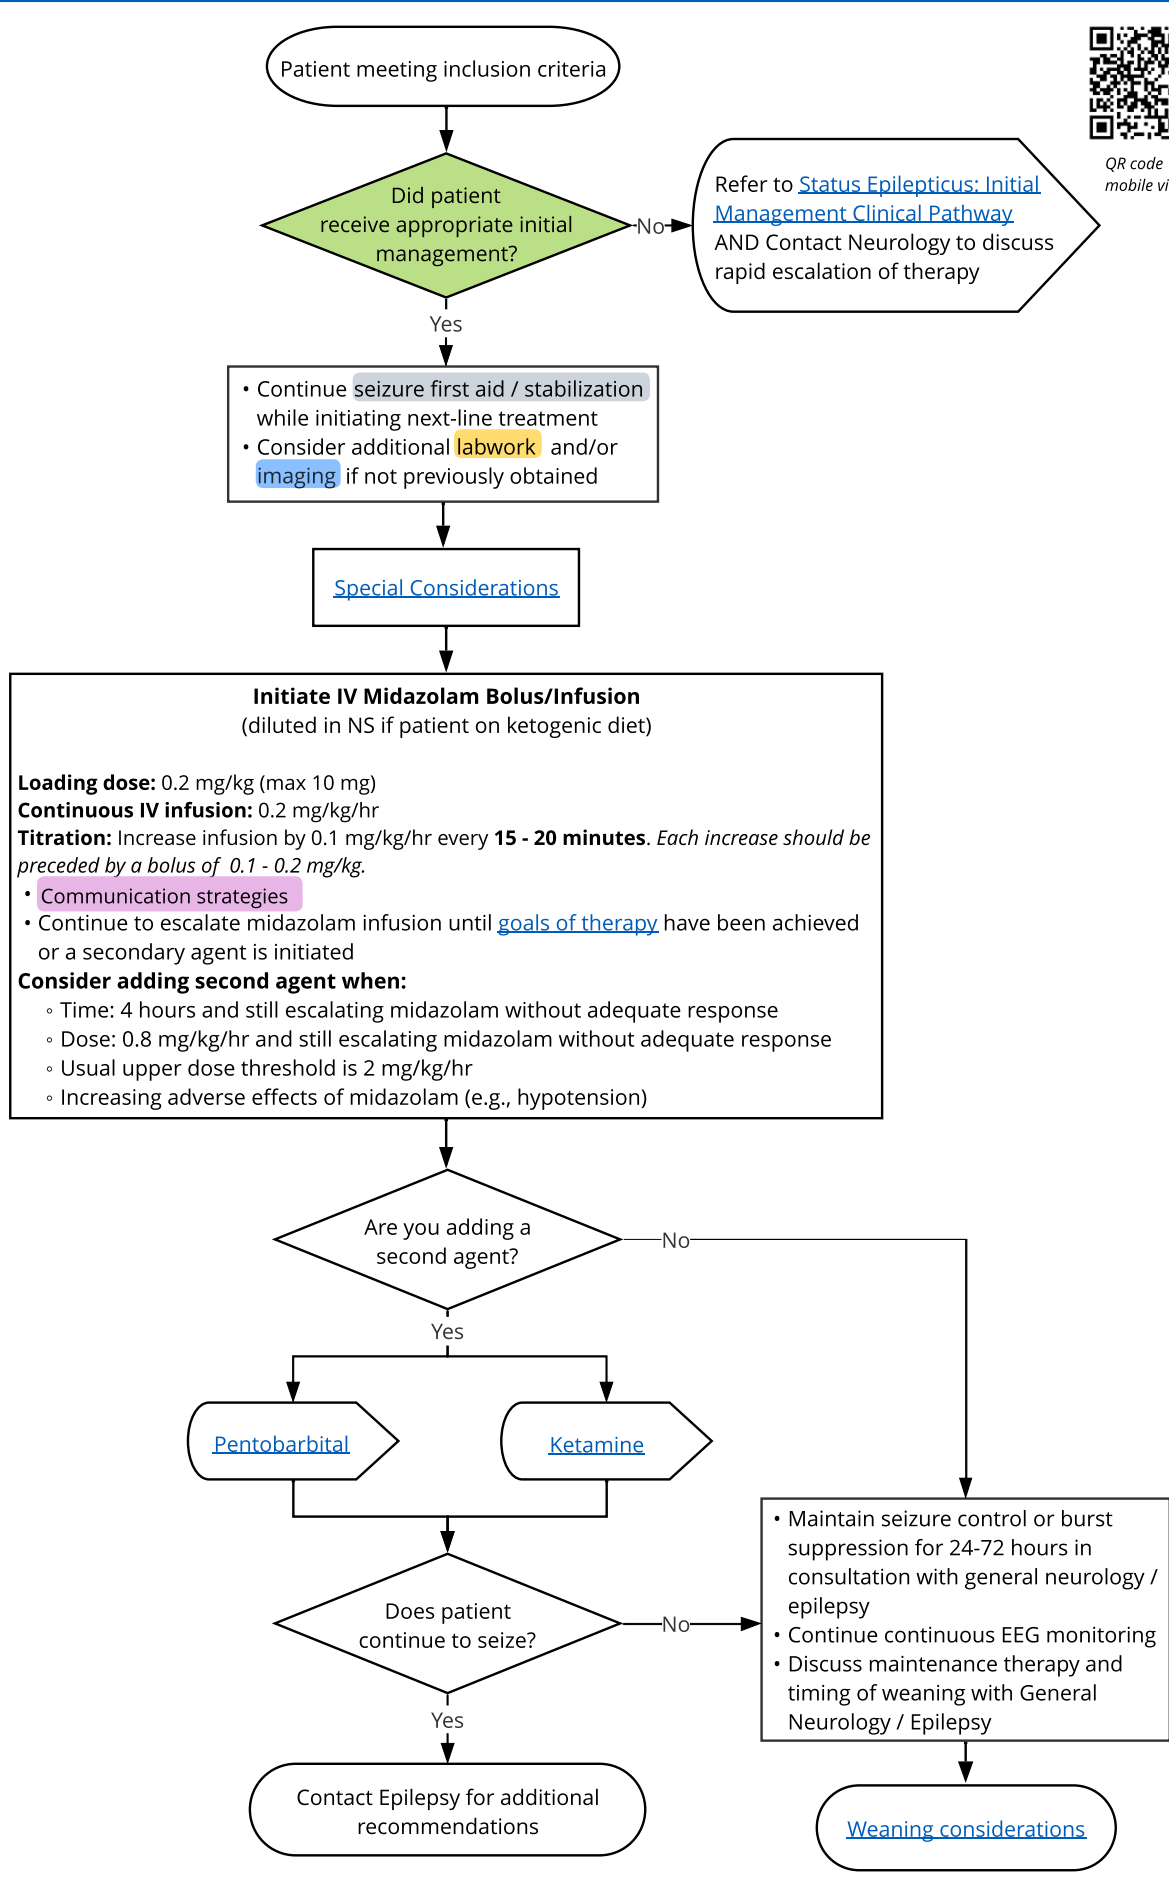 Patient meeting inclusion criteria
QR code
mobile vi
Did patient
receive appropriate initial
management?
No
Refer to Status Epilepticus: Initial
Management Clinical Pathway
AND Contact Neurology to discuss
rapid escalation of therapy
Yes
• Continue seizure first aid / stabilization
while initiating next-line treatment
• Consider additional labwork and/or
imaging if not previously obtained
Special Considerations
Initiate IV Midazolam Bolus/Infusion
(diluted in NS if patient on ketogenic diet)
Loading dose: 0.2 mg/kg (max 10 mg)
Continuous IV infusion: 0.2 mg/kg/hr
Titration: Increase infusion by 0.1 mg/kg/hr every 15 - 20 minutes. Each increase should be
preceded by a bolus of 0.1 - 0.2 mg/kg.
• Communication strategies
• Continue to escalate midazolam infusion until goals of therapy have been achieved
or a secondary agent is initiated
Consider adding second agent when:
◦ Time: 4 hours and still escalating midazolam without adequate response
◦ Dose: 0.8 mg/kg/hr and still escalating midazolam without adequate response
◦ Usual upper dose threshold is 2 mg/kg/hr
◦ Increasing adverse effects of midazolam (e.g., hypotension)
Are you adding a
second agent?
No
Yes
Pentobarbital
Ketamine
Does patient
continue to seize?
No
• Maintain seizure control or burst
suppression for 24-72 hours in
consultation with general neurology /
epilepsy
• Continue continuous EEG monitoring
• Discuss maintenance therapy and
timing of weaning with General
Neurology / Epilepsy
Yes
Contact Epilepsy for additional
recommendations
Weaning considerations